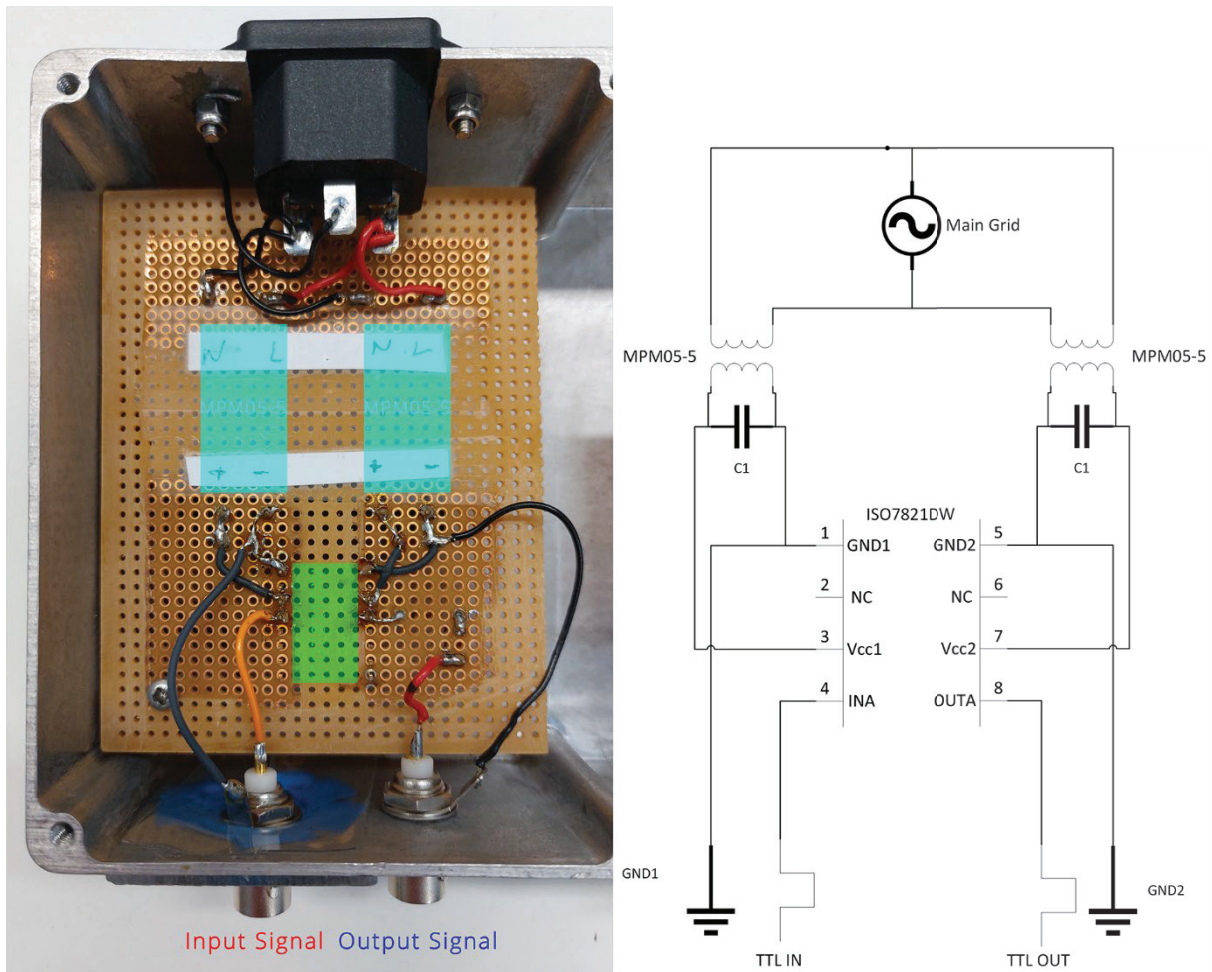 N L N L
MPM05-5 MPM05-5
+ - + -
Input Signal Output Signal
Main Grid
MPM05-5 MPM05-5
C1 C1
ISO7821DW
1 GND1 GND2 5
2 NC NC 6
3 Vcc1 Vcc2 7
4 INA OUTA 8
GND1 GND2
TTL IN TTL OUT